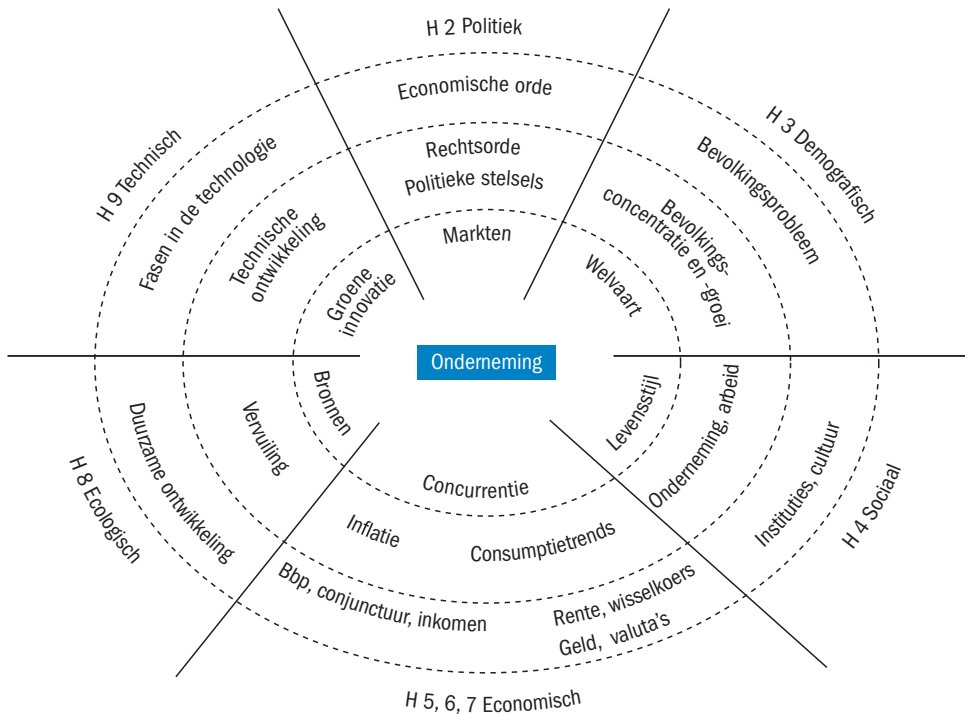 H 2 Politiek
Economische orde
Rechtsorde
Politieke stelsels
Markten
H 3 Demografisch
Bevolkingsprobleem
Bevolkings-
concentratie en -groei
Welvaart
H 9 Technisch
Fasen in de technologie
Technische
ontwikkeling
Groene
innovatie
Onderneming
H 4 Sociaal
Instituties, cultuur
Onderneming, arbeid
Levensstijl
H 8 Ecologisch
Duurzame ontwikkeling
Vervuiling
Bronnen
Concurrentie
Inflatie
Consumptietrends
Bbp, conjunctuur, inkomen
Rente, wisselkoers
Geld, valuta's
H 5, 6, 7 Economisch